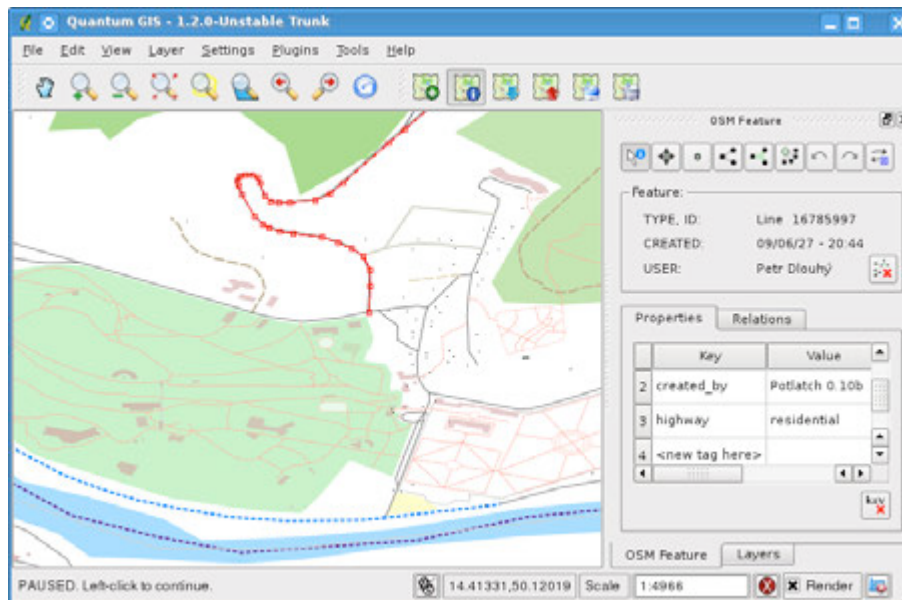 Quantum GIS - 1.2.0-Unstable Trunk
File Edit View Layer Settings Plugins Tools Help
OSM Feature
Feature:
TYPE, ID: Line 16785997
CREATED: 09/06/27 - 20:44
USER: Petr Dlouhý
Properties Relations
Key Value
2 created_by Potlatch 0.10b
3 highway residential
4 <new tag here>
key
OSM Feature Layers
PAUSED. Left-click to continue. 14.41331,50.12019 Scale 1:4966 Render